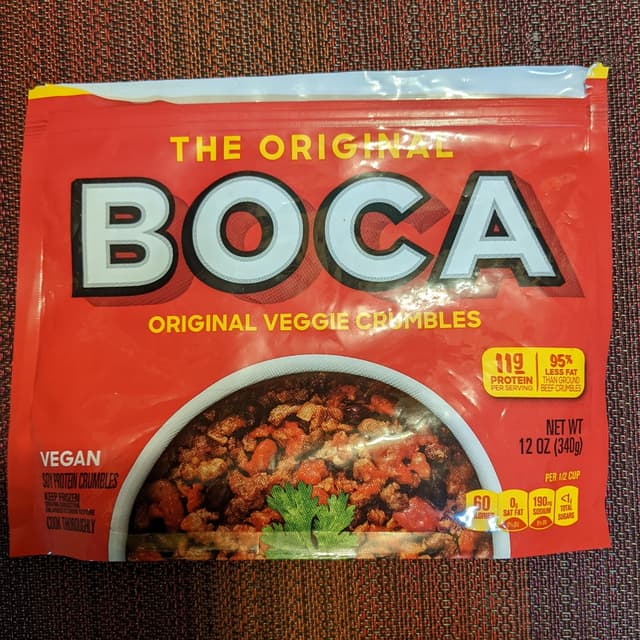 THE ORIGINAL
BOCA
ORIGINAL VEGGIE CRUMBLES
11g
PROTEIN
PER SERVING
95%
LESS FAT
THAN GROUND
BEEF CRUMBLES
NET WT
12 OZ (340g)
VEGAN
SOY PROTEIN CRUMBLES
KEEP FROZEN
COOK THOROUGHLY
PER 1/2 CUP
60
CALORIES
0g
SAT FAT
190mg
SODIUM
<1g
TOTAL
SUGARS